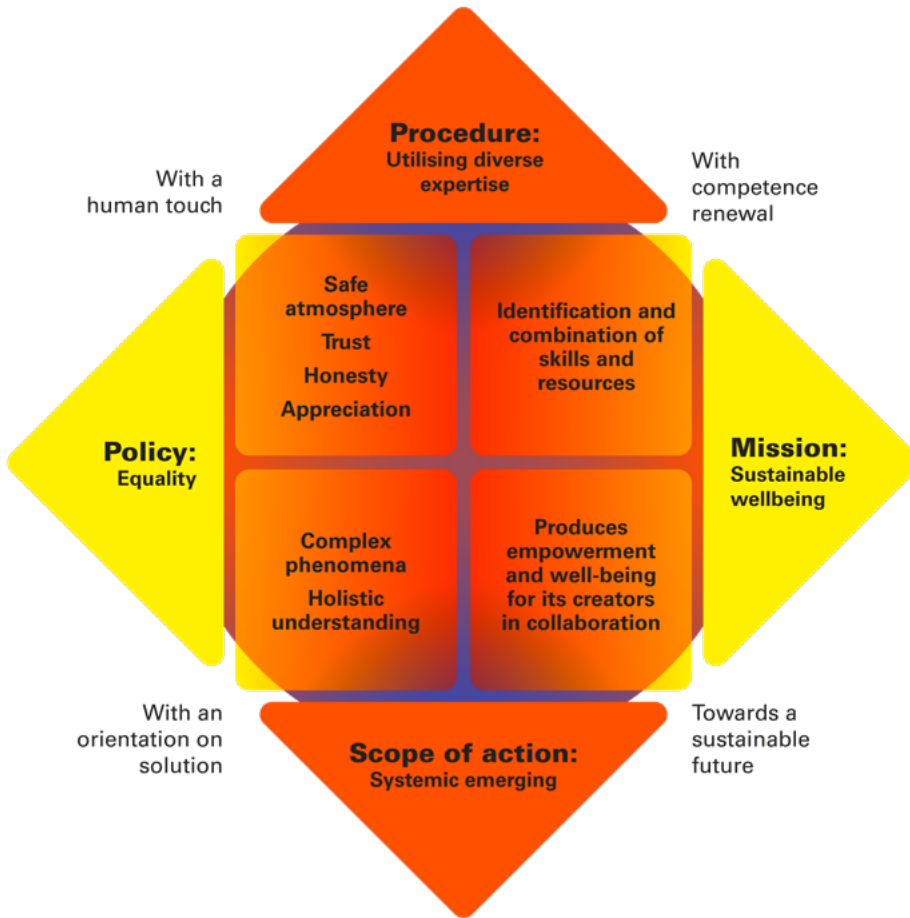 Procedure:
Utilising diverse
expertise
With a
human touch
With
competence
renewal
Safe
atmosphere
Trust
Honesty
Appreciation
Identification and
combination of
skills and
resources
Policy:
Equality
Mission:
Sustainable
wellbeing
Complex
phenomena
Holistic
understanding
Produces
empowerment
and well-being
for its creators
in collaboration
With an
orientation on
solution
Towards a
sustainable
future
Scope of action:
Systemic emerging